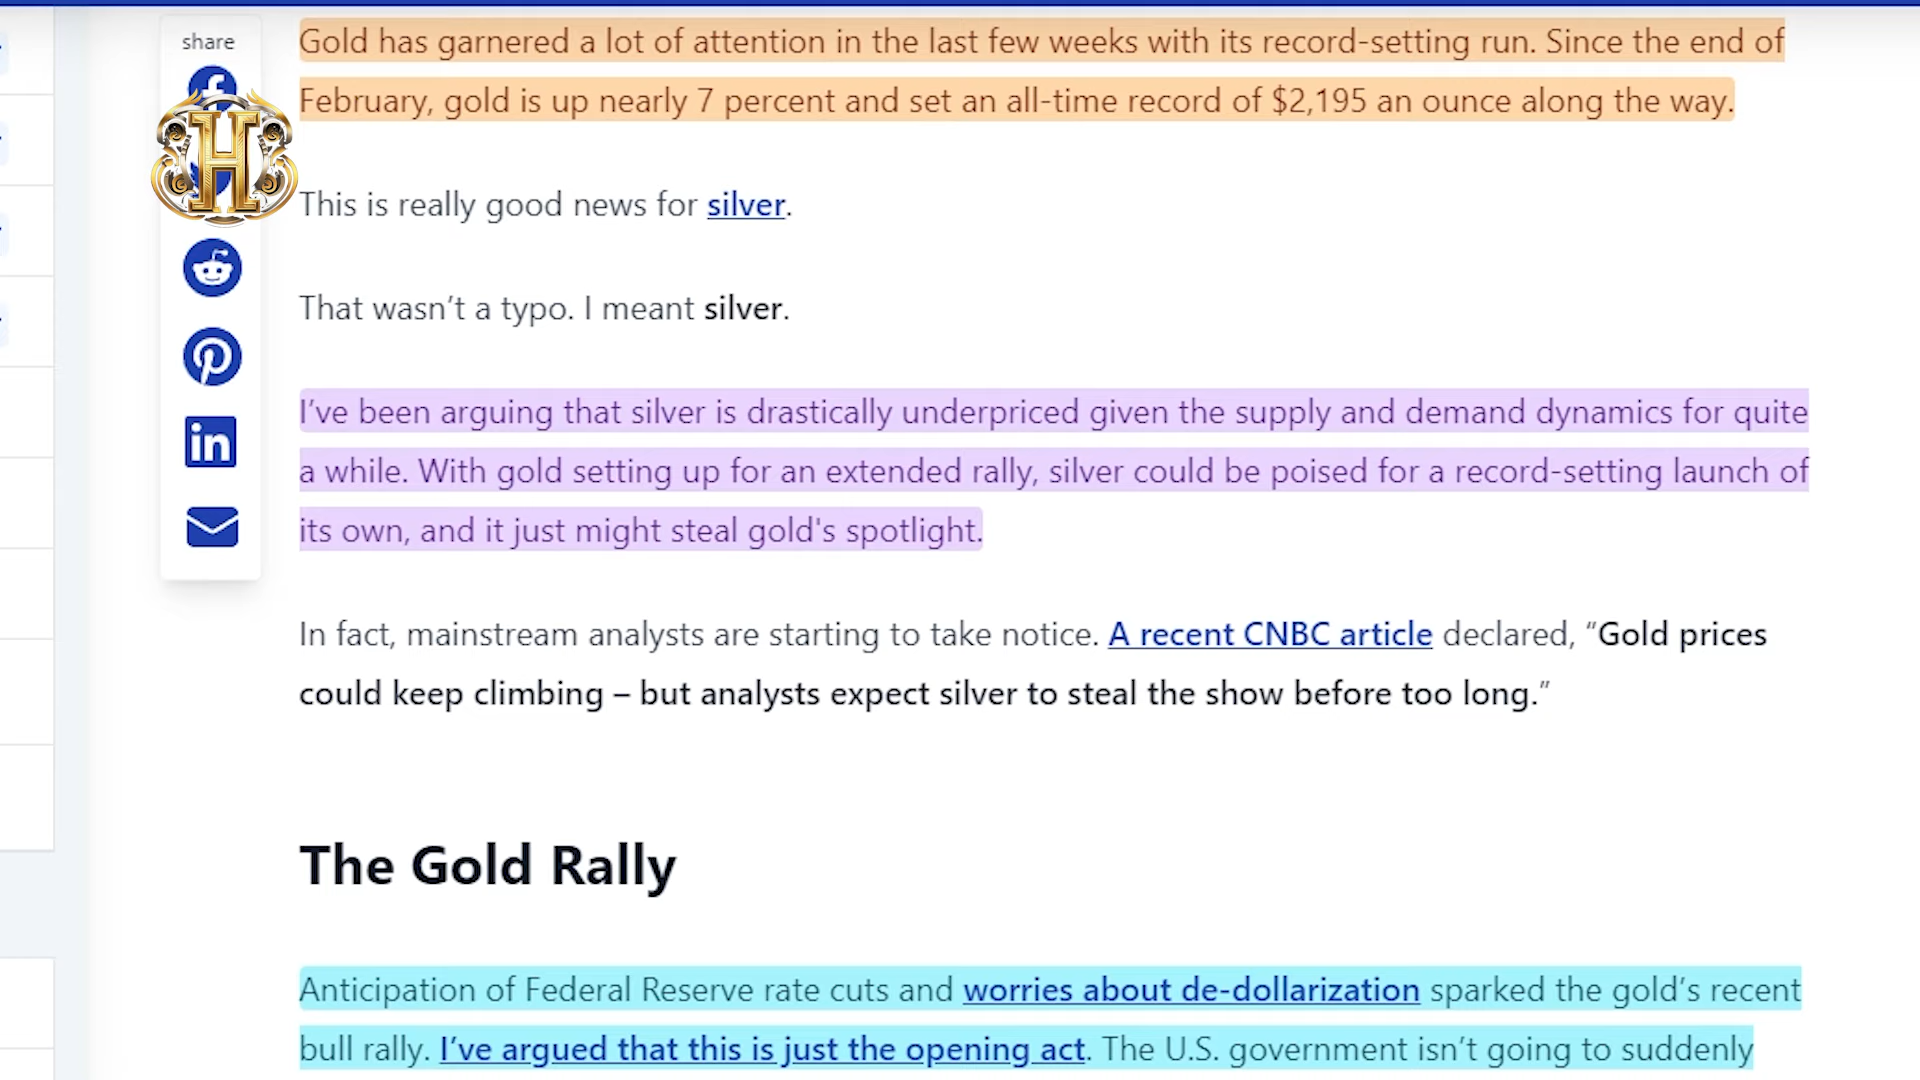 share
Gold has garnered a lot of attention in the last few weeks with its record-setting run. Since the end of
February, gold is up nearly 7 percent and set an all-time record of $2,195 an ounce along the way.
H
This is really good news for silver.
That wasn’t a typo. I meant silver.
I’ve been arguing that silver is drastically underpriced given the supply and demand dynamics for quite
a while. With gold setting up for an extended rally, silver could be poised for a record-setting launch of
its own, and it just might steal gold's spotlight.
in
In fact, mainstream analysts are starting to take notice. A recent CNBC article declared, “Gold prices
could keep climbing – but analysts expect silver to steal the show before too long.”
The Gold Rally
Anticipation of Federal Reserve rate cuts and worries about de-dollarization sparked the gold’s recent
bull rally. I’ve argued that this is just the opening act. The U.S. government isn’t going to suddenly